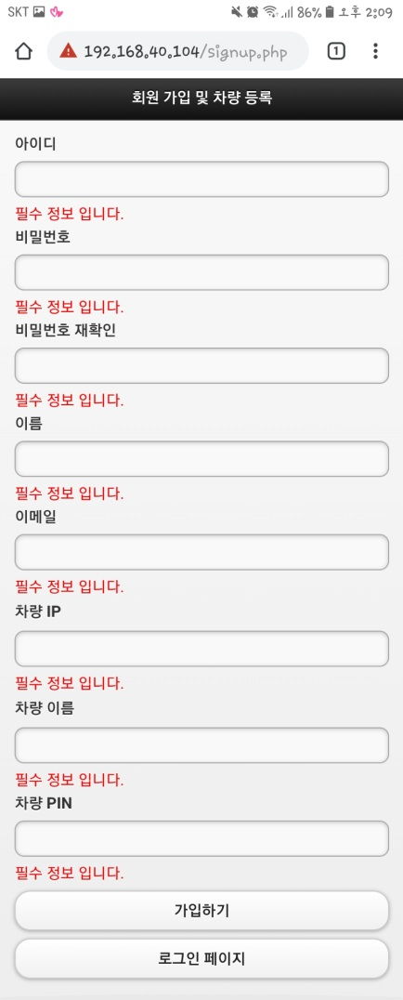 SKT 86% 오후 2:09
192.168.40.104/signup.php 1
회원 가입 및 차량 등록
아이디
필수 정보 입니다.
비밀번호
필수 정보 입니다.
비밀번호 재확인
필수 정보 입니다.
이름
필수 정보 입니다.
이메일
필수 정보 입니다.
차량 IP
필수 정보 입니다.
차량 이름
필수 정보 입니다.
차량 PIN
필수 정보 입니다.
가입하기
로그인 페이지